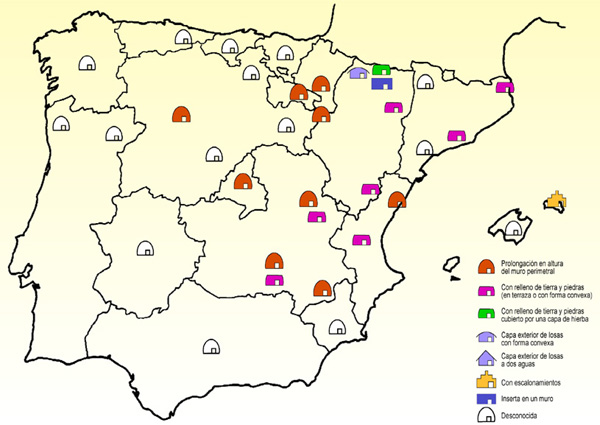 Prolongación en altura
del muro perimetral
Con relleno de tierra y piedras
(en terraza o con forma convexa)
Con relleno de tierra y piedras
cubierto por una capa de hierba
Capa exterior de losas
con forma convexa
Capa exterior de losas
a dos aguas
Con escalonamientos
Inserta en un muro
Desconocida